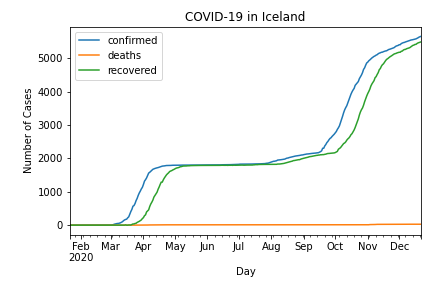 COVID-19 in Iceland
confirmed
deaths
recovered
Number of Cases
5000
4000
3000
2000
1000
0
Feb Mar Apr May Jun Jul Aug Sep Oct Nov Dec
2020
Day